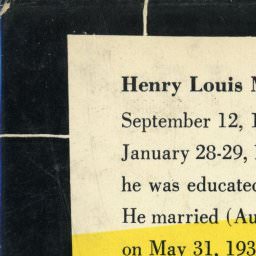 Henry Louis
September 12,
January 28-29,
he was educated
He married (Au
on May 31, 193